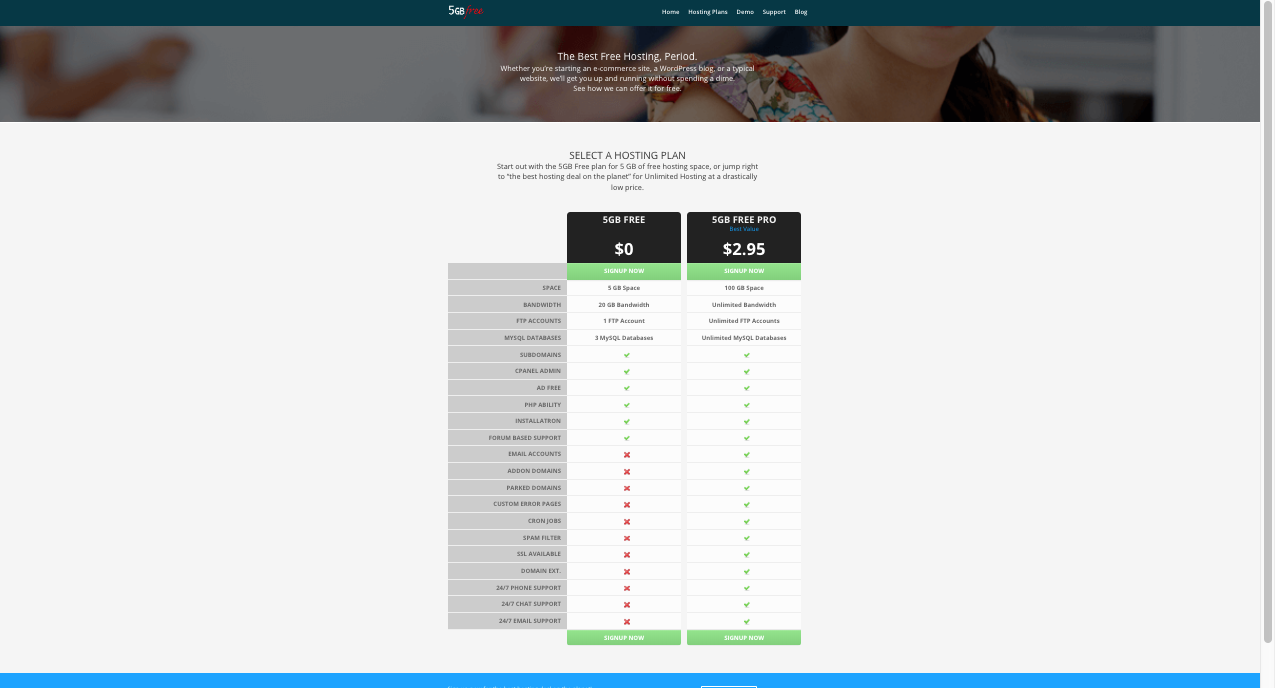 5GB free
Home Hosting Plans Demo Support Blog
The Best Free Hosting, Period.
Whether you're starting an e-commerce site, a WordPress blog, or a typical
website, we'll get you up and running without spending a dime.
See how we can offer it for free.
SELECT A HOSTING PLAN
Start out with the 5GB Free plan for 5 GB of free hosting space, or jump right
to “the best hosting deal on the planet” for Unlimited Hosting at a drastically
low price.
5GB FREE 5GB FREE PRO
Best Value
$0 $2.95
SIGNUP NOW SIGNUP NOW
SPACE 5 GB Space 100 GB Space
BANDWIDTH 20 GB Bandwidth Unlimited Bandwidth
FTP ACCOUNTS 1 FTP Account Unlimited FTP Accounts
MYSQL DATABASES 3 MySQL Databases Unlimited MySQL Databases
SUBDOMAINS
CPANEL ADMIN
AD FREE
PHP ABILITY
INSTALLATRON
FORUM BASED SUPPORT
EMAIL ACCOUNTS
ADDON DOMAINS
PARKED DOMAINS
CUSTOM ERROR PAGES
CRON JOBS
SPAM FILTER
SSL AVAILABLE
DOMAIN EXT.
24/7 PHONE SUPPORT
24/7 CHAT SUPPORT
24/7 EMAIL SUPPORT
SIGNUP NOW SIGNUP NOW